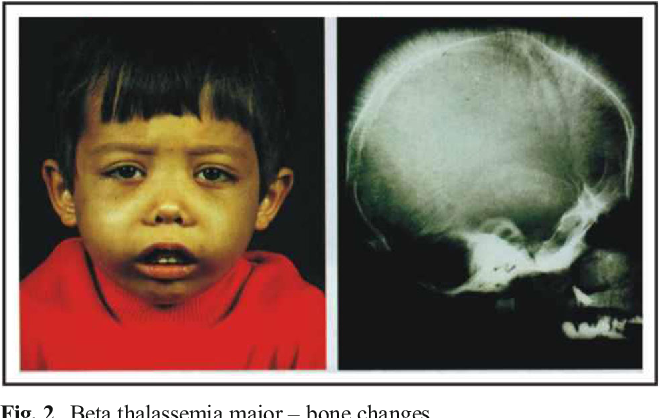 Fig. 2 Beta thalassemia major – bone changes